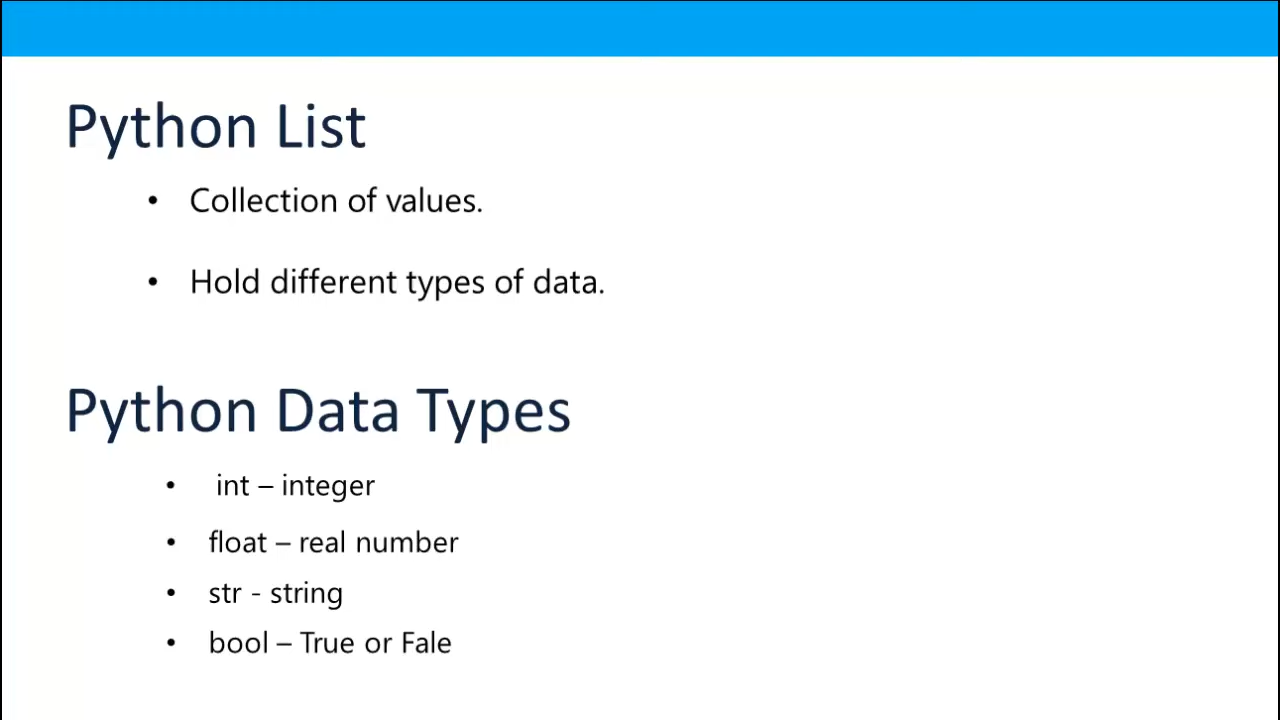 Python List
• Collection of values.
• Hold different types of data.
Python Data Types
• int – integer
• float – real number
• str - string
• bool – True or Fale